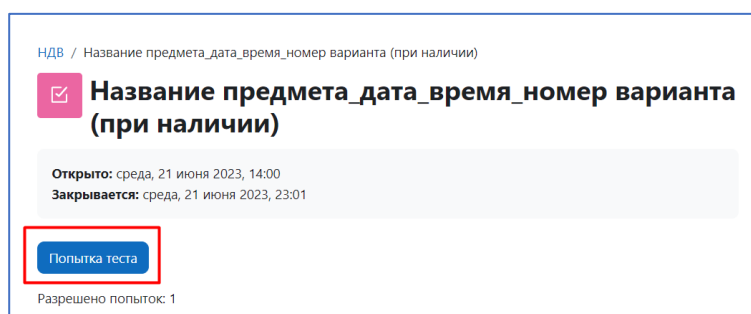 НДВ / Название предмета_дата_время_номер варианта (при наличии)
Название предмета_дата_время_номер варианта
(при наличии)
Открыто: среда, 21 июня 2023, 14:00
Закрывается: среда, 21 июня 2023, 23:01
Попытка теста
Разрешено попыток: 1